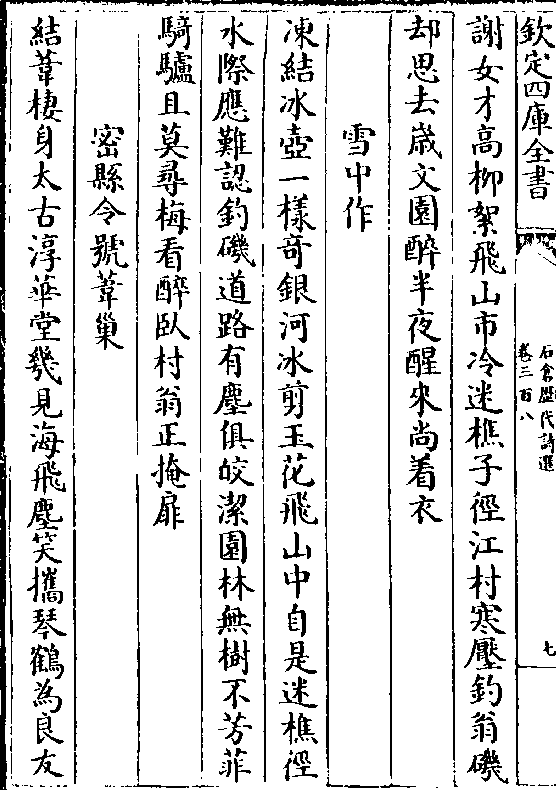 欽定四庫全書
石倉歷代詩選
卷三百八
七
謝女才高柳絮飛山市冷迷樵子徑江村寒壓釣翁磯
却思去歲文園醉半夜醒來尚着衣
雪中作
凍結冰壺一樣竒銀河冰剪玉花飛山中自是迷樵徑
水際應難認釣磯道路有塵俱皎潔園林無樹不芳菲
騎驢且莫尋梅看醉臥村翁正掩扉
密縣令號葦巢
結葦棲身太古淳華堂幾見海飛塵笑攜琴鶴為良友